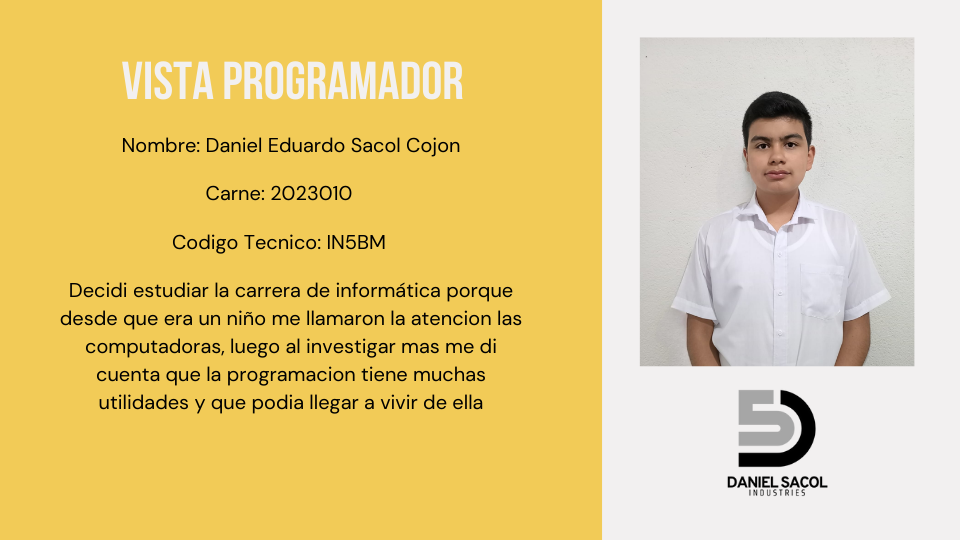 VISTA PROGRAMADOR
Nombre: Daniel Eduardo Sacol Cojon
Carne: 2023010
Codigo Tecnico: IN5BM
Decidi estudiar la carrera de informática porque
desde que era un niño me llamaron la atencion las
computadoras, luego al investigar mas me di
cuenta que la programacion tiene muchas
utilidades y que podia llegar a vivir de ella
DANIEL SACOL
INDUSTRIES